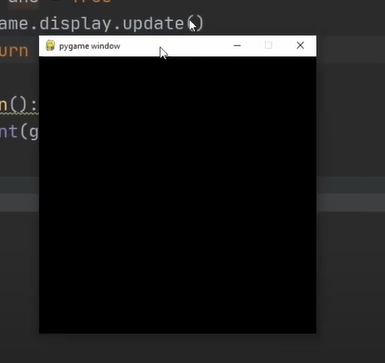 ame.display.update()
pygame window
urn
n():
nt(g